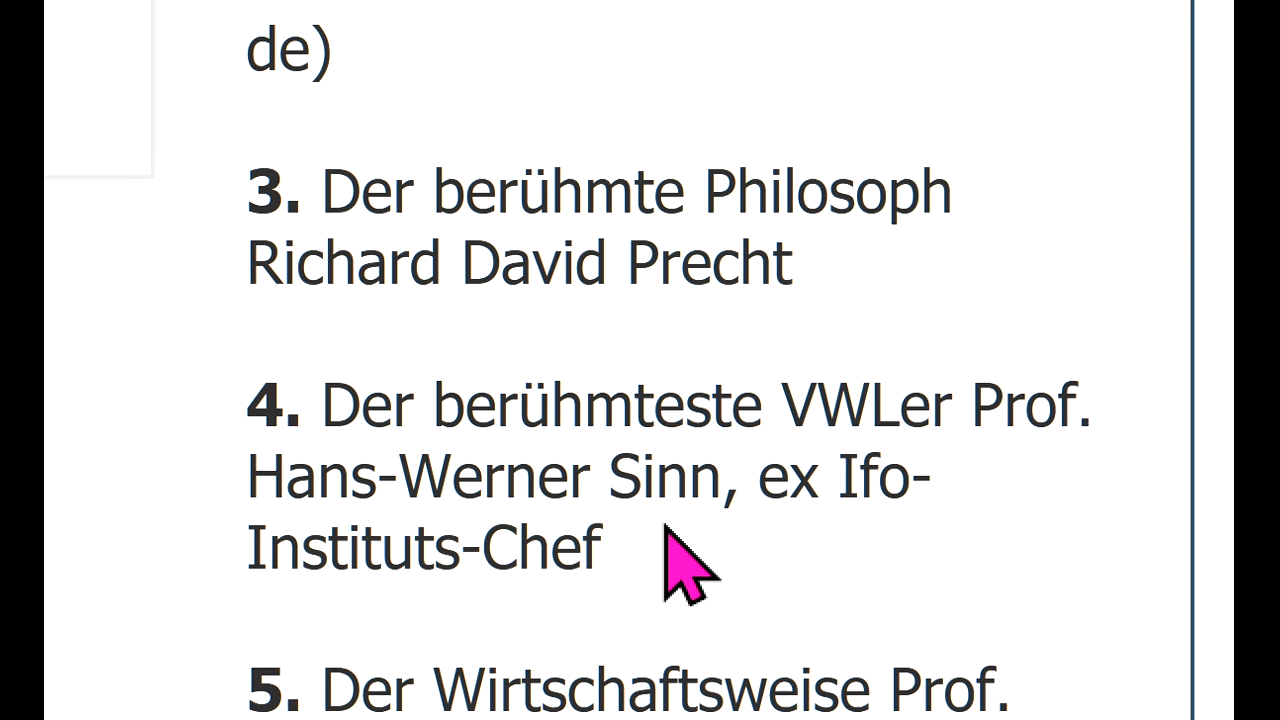 de)
3. Der berühmte Philosoph
Richard David Precht
4. Der berühmteste VWLer Prof.
Hans-Werner Sinn, ex Ifo-
Instituts-Chef
5. Der Wirtschaftsweise Prof.